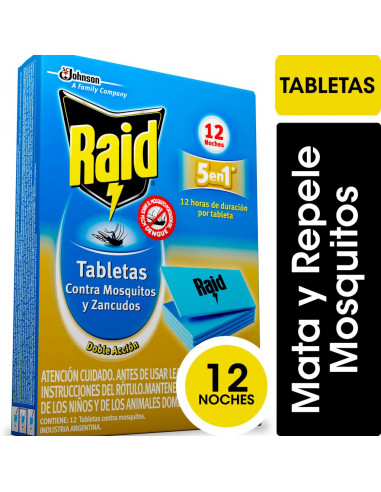 SC Johnson
A Family Company
Raid
12
Noches
5en1
12 horas de duración
por tableta
DENGUE
Tabletas
Contra Mosquitos
y Zancudos
Doble Acción
Raid
ATENCIÓN CUIDADO. ANTES DE USAR LE
INSTRUCCIONES DEL RÓTULO. MANTENE
DE LOS NIÑOS Y DE LOS ANIMALES DOM
CONTIENE: 12 Tabletas contra mosquitos.
INDUSTRIA ARGENTINA.
12
NOCHES
TABLETAS
Mata y Repele
Mosquitos